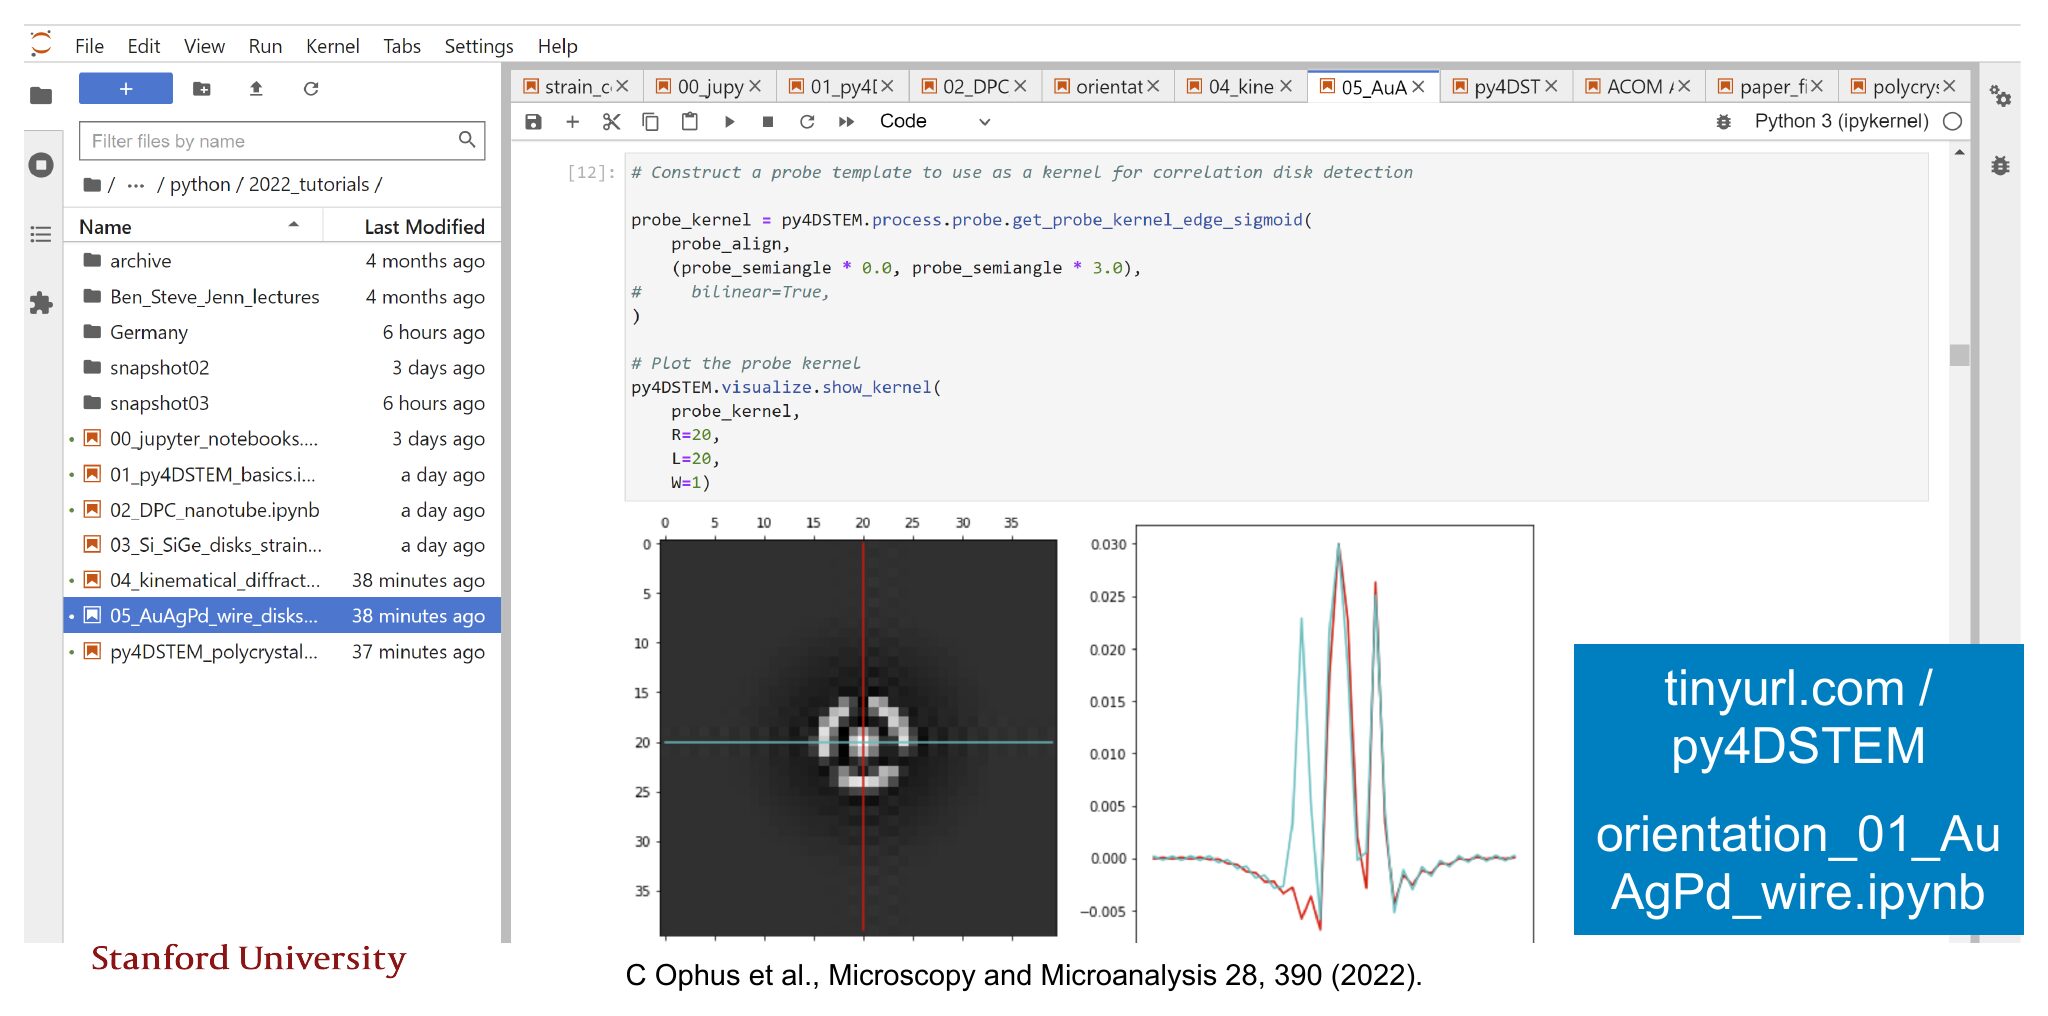 File Edit View Run Kernel Tabs Settings Help
strain_c 00_jupy 01_py4D 02_DPC orientat 04_kine 05_AuA py4DST ACOM paper_fi polycrys
Filter files by name
/ ... / python / 2022_tutorials /
Name Last Modified
archive 4 months ago
Ben_Steve_Jenn_lectures 4 months ago
Germany 6 hours ago
snapshot02 3 days ago
snapshot03 6 hours ago
00_jupyter_notebooks.... 3 days ago
01_py4DSTEM_basics.i... a day ago
02_DPC_nanotube.ipynb a day ago
03_Si_SiGe_disks_strain... a day ago
04_kinematical_diffract... 38 minutes ago
05_AuAgPd_wire_disks... 38 minutes ago
py4DSTEM_polycrystal... 37 minutes ago
Code
Python 3 (ipykernel)
[12]:
# Construct a probe template to use as a kernel for correlation disk detection
probe_kernel = py4DSTEM.process.probe.get_probe_kernel_edge_sigmoid(
probe_align,
(probe_semiangle * 0.0, probe_semiangle * 3.0),
# bilinear=True,
)
# Plot the probe kernel
py4DSTEM.visualize.show_kernel(
probe_kernel,
R=20,
L=20,
W=1)
0 5 10 15 20 25 30 35
0
5
10
15
20
25
30
35
0.030
0.025
0.020
0.015
0.010
0.005
0.000
−0.005
tinyurl.com /
py4DSTEM
orientation_01_Au
AgPd_wire.ipynb
Stanford University
C Ophus et al., Microscopy and Microanalysis 28, 390 (2022).